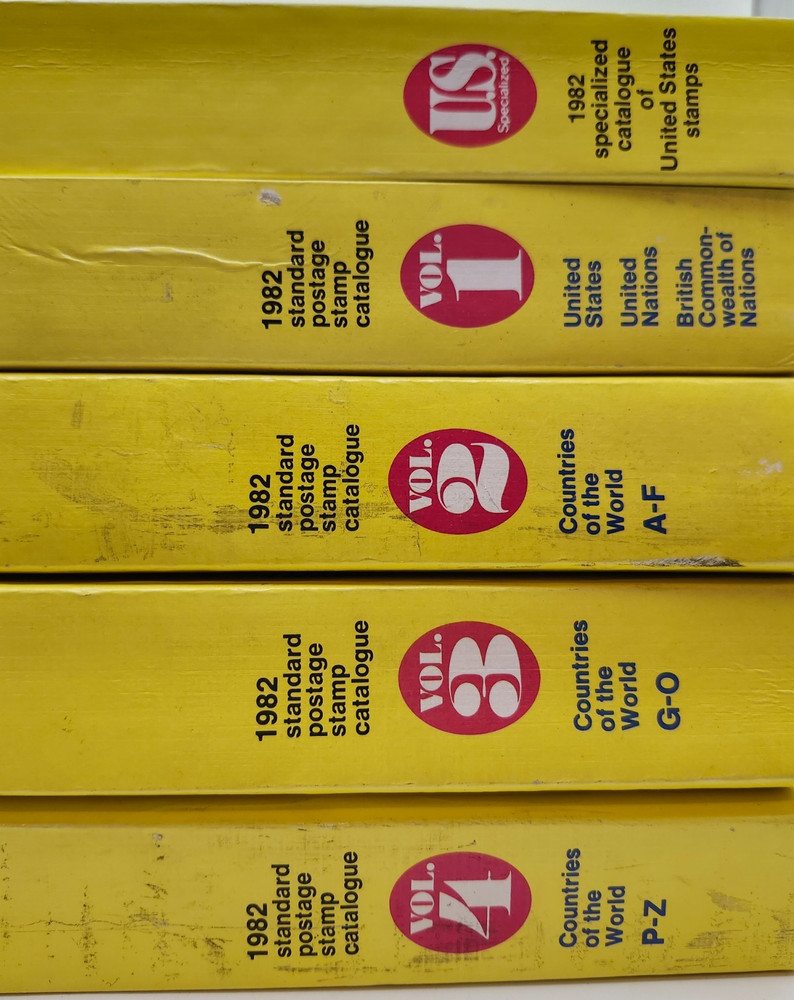 US.
Specialized
1982
specialized
catalogue
of
United States
stamps
1982
standard
postage
stamp
catalogue
VOL.
1
United
States
United
Nations
British
Common-
wealth of
Nations
1982
standard
postage
stamp
catalogue
VOL.
2
Countries
of the
World
A-F
1982
standard
postage
stamp
catalogue
VOL.
3
Countries
of the
World
G-O
1982
standard
postage
stamp
catalogue
VOL.
4
Countries
of the
World
P-Z